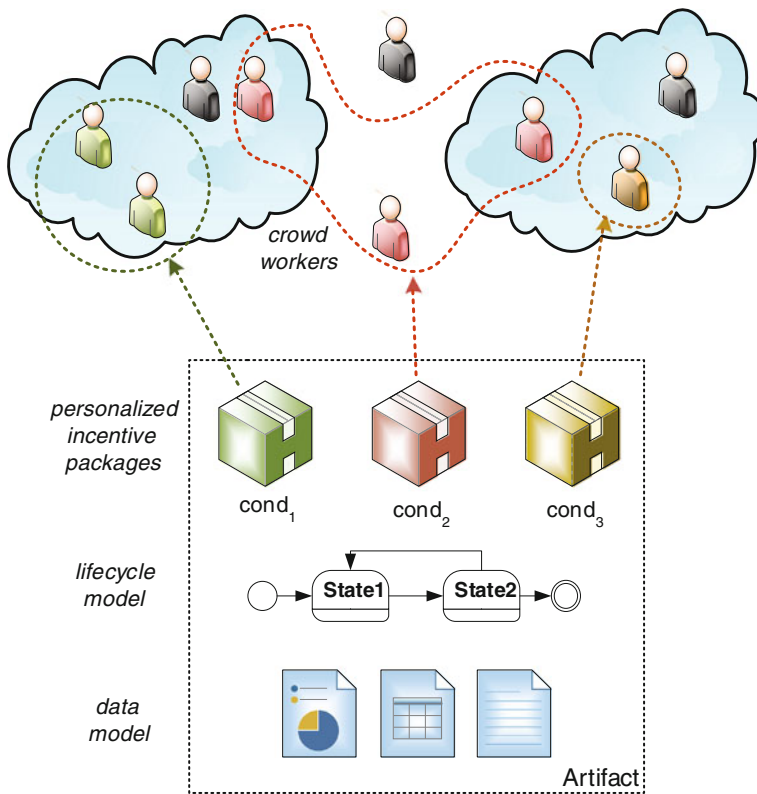 crowd
workers
personalized
incentive
packages
cond₁
cond₂
cond₃
lifecycle
model
State1
State2
data
model
Artifact